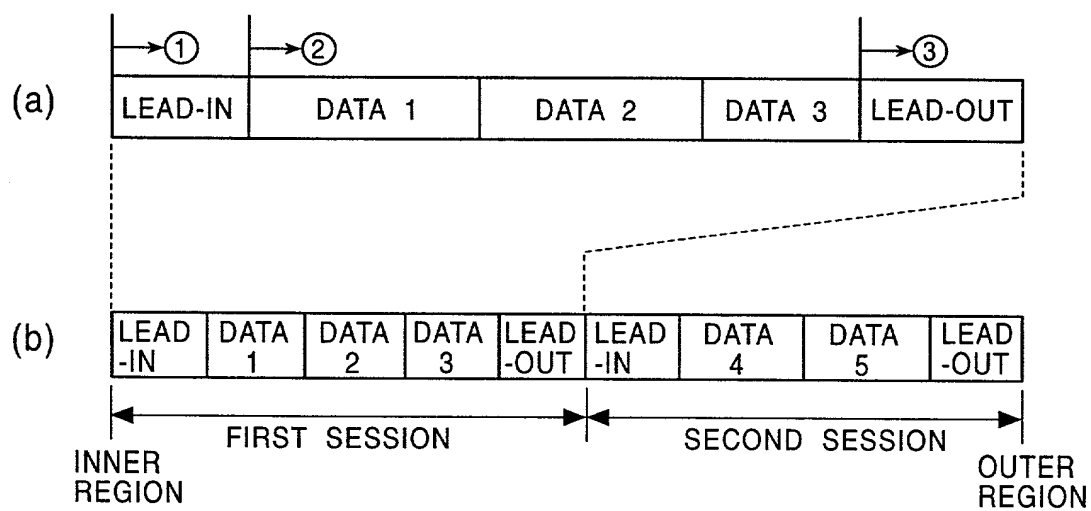 ① ② ③
(a) LEAD-IN DATA 1 DATA 2 DATA 3 LEAD-OUT
(b) LEAD DATA DATA DATA LEAD LEAD DATA DATA LEAD
-IN 1 2 3 -OUT -IN 4 5 -OUT
FIRST SESSION SECOND SESSION
INNER OUTER
REGION REGION